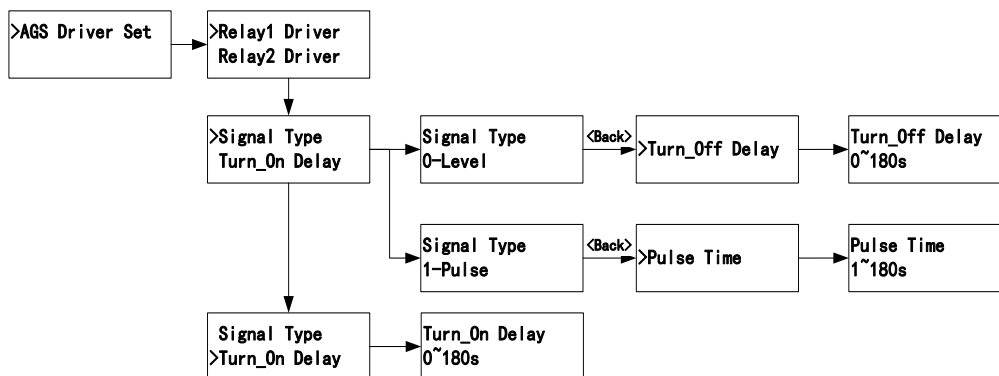 >AGS Driver Set
>Relay1 Driver
Relay2 Driver
>Signal Type
Turn_On Delay
Signal Type
0-Level
<Back>
>Turn_Off Delay
Turn_Off Delay
0~180s
Signal Type
1-Pulse
<Back>
>Pulse Time
Pulse Time
1~180s
Signal Type
>Turn_On Delay
Turn_On Delay
0~180s